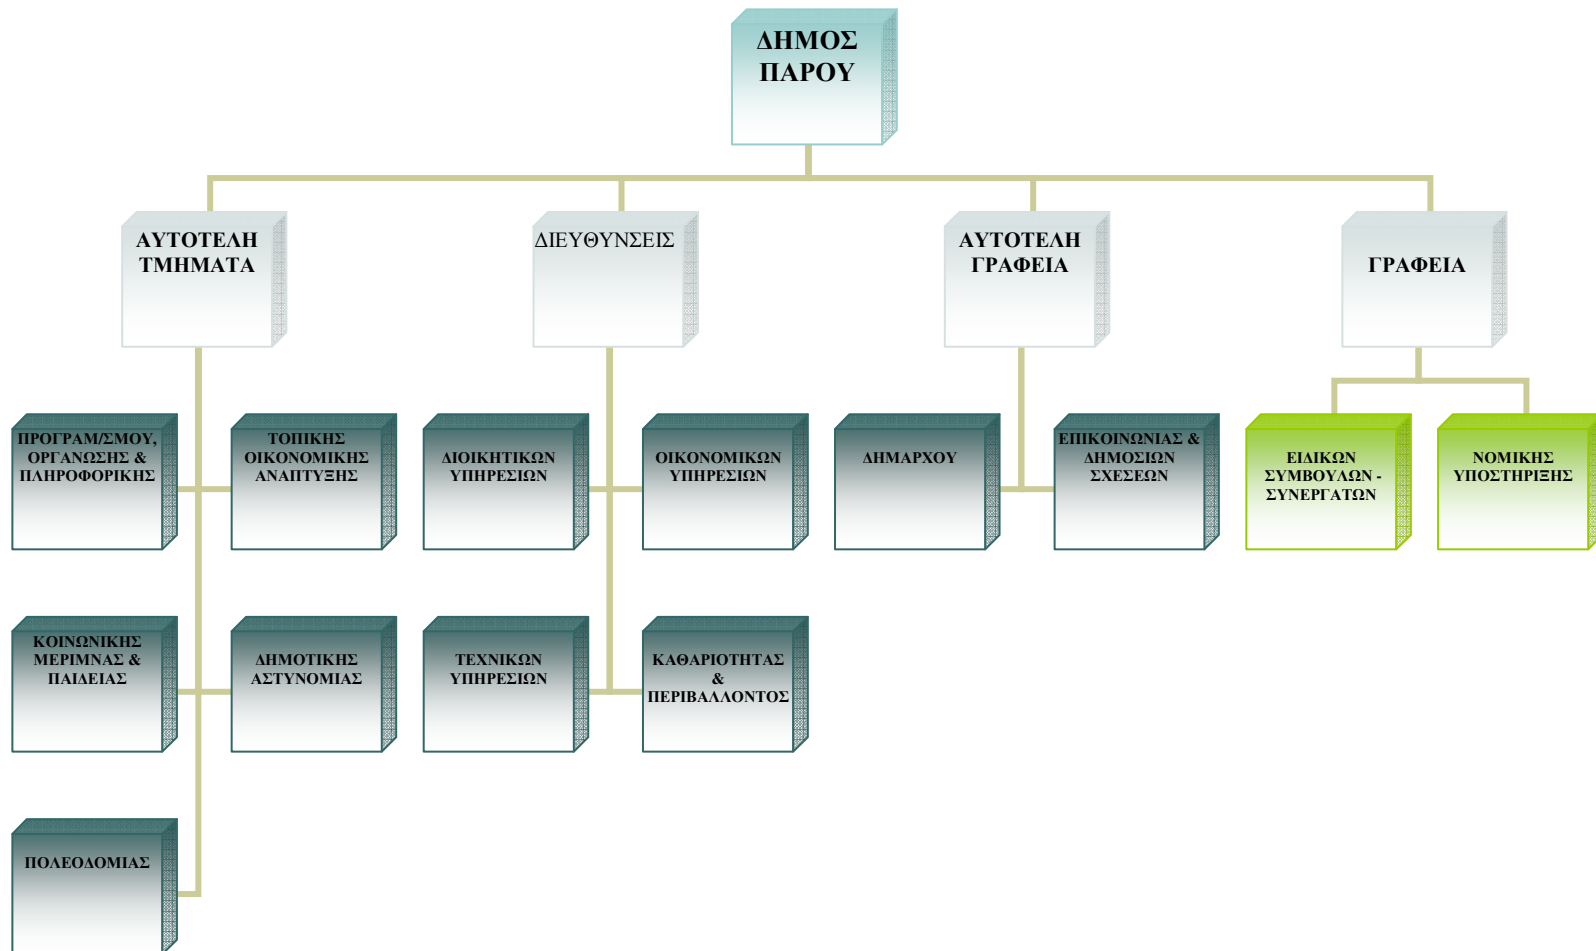 ΔΗΜΟΣ
ΠΑΡΟΥ
ΑΥΤΟΤΕΛΗ
ΤΜΗΜΑΤΑ
ΔΙΕΥΘΥΝΣΕΙΣ
ΑΥΤΟΤΕΛΗ
ΓΡΑΦΕΙΑ
ΓΡΑΦΕΙΑ
ΠΡΟΓΡΑΜ/ΣΜΟΥ,
ΟΡΓΑΝΩΣΗΣ &
ΠΛΗΡΟΦΟΡΙΚΗΣ
ΤΟΠΙΚΗΣ
ΟΙΚΟΝΟΜΙΚΗΣ
ΑΝΑΠΤΥΞΗΣ
ΔΙΟΙΚΗΤΙΚΩΝ
ΥΠΗΡΕΣΙΩΝ
ΟΙΚΟΝΟΜΙΚΩΝ
ΥΠΗΡΕΣΙΩΝ
ΔΗΜΑΡΧΟΥ
ΕΠΙΚΟΙΝΩΝΙΑΣ &
ΔΗΜΟΣΙΩΝ
ΣΧΕΣΕΩΝ
ΕΙΔΙΚΩΝ
ΣΥΜΒΟΥΛΩΝ -
ΣΥΝΕΡΓΑΤΩΝ
ΝΟΜΙΚΗΣ
ΥΠΟΣΤΗΡΙΞΗΣ
ΚΟΙΝΩΝΙΚΗΣ
ΜΕΡΙΜΝΑΣ &
ΠΑΙΔΕΙΑΣ
ΔΗΜΟΤΙΚΗΣ
ΑΣΤΥΝΟΜΙΑΣ
ΤΕΧΝΙΚΩΝ
ΥΠΗΡΕΣΙΩΝ
ΚΑΘΑΡΙΟΤΗΤΑΣ
&
ΠΕΡΙΒΑΛΛΟΝΤΟΣ
ΠΟΛΕΟΔΟΜΙΑΣ